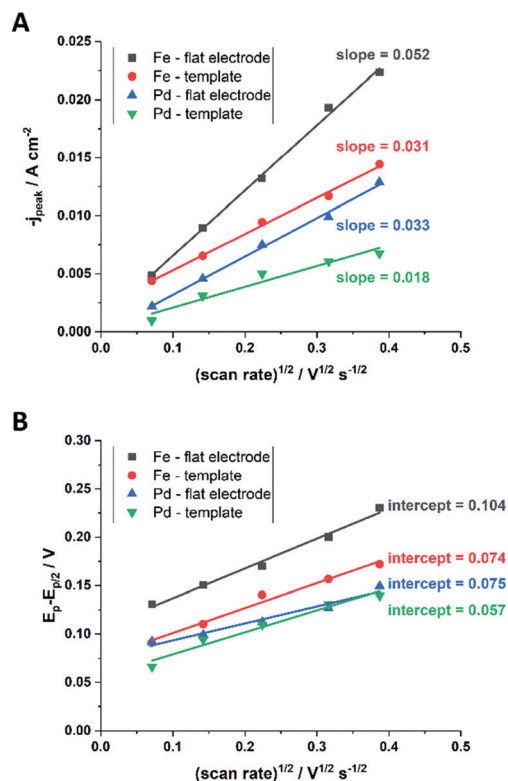 A
0.025
0.020
0.015
0.010
0.005
0.000
-j_peak / A cm⁻²
Fe - flat electrode
Fe - template
Pd - flat electrode
Pd - template
slope = 0.052
slope = 0.031
slope = 0.033
slope = 0.018
0.0 0.1 0.2 0.3 0.4 0.5
(scan rate)^1/2 / V^1/2 s^-1/2
B
0.30
0.25
0.20
0.15
0.10
0.05
0.00
E_p-E_p/2 / V
Fe - flat electrode
Fe - template
Pd - flat electrode
Pd - template
intercept = 0.104
intercept = 0.074
intercept = 0.075
intercept = 0.057
0.0 0.1 0.2 0.3 0.4 0.5
(scan rate)^1/2 / V^1/2 s^-1/2